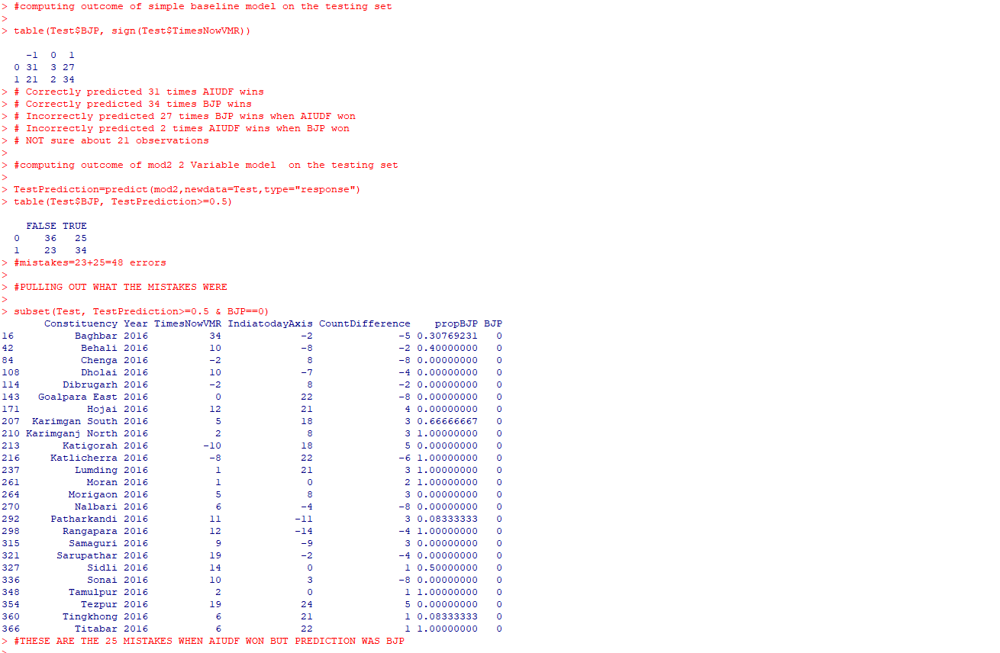 > #computing outcome of simple baseline model on the testing set
>
> table(Test$BJP, sign(Test$TimesNowVMR))
-1 0 1
0 31 3 27
1 21 2 34
> # Correctly predicted 31 times AIUDF wins
> # Correctly predicted 34 times BJP wins
> # Incorrectly predicted 27 times BJP wins when AIUDF won
> # Incorrectly predicted 2 times AIUDF wins when BJP won
> # NOT sure about 21 observations
>
> #computing outcome of mod2 2 Variable model  on the testing set
>
> TestPrediction=predict(mod2,newdata=Test,type="response")
> table(Test$BJP, TestPrediction>=0.5)
FALSE TRUE
0 36 25
1 23 34
> #mistakes=23+25=48 errors
>
> #PULLING OUT WHAT THE MISTAKES WERE
>
> subset(Test, TestPrediction>=0.5 & BJP==0)
Constituency Year TimesNowVMR IndiatodayAxis CountDifference propBJP BJP
16 Baghbar 2016 34 -2 -5 0.30769231 0
42 Behali 2016 10 -8 -2 0.40000000 0
84 Chenga 2016 -2 8 -8 0.00000000 0
108 Dholai 2016 10 -7 -4 0.00000000 0
114 Dibrugarh 2016 -2 8 -2 0.00000000 0
143 Goalpara East 2016 0 22 -8 0.00000000 0
171 Hojai 2016 12 21 4 0.00000000 0
207 Karimgan South 2016 5 18 3 0.66666667 0
210 Karimganj North 2016 2 8 3 1.00000000 0
213 Katigorah 2016 -10 18 5 0.00000000 0
216 Katlicherra 2016 -8 22 -6 1.00000000 0
237 Lumding 2016 1 21 3 1.00000000 0
261 Moran 2016 1 0 2 1.00000000 0
264 Morigaon 2016 5 8 3 0.00000000 0
270 Nalbari 2016 6 -4 -8 0.00000000 0
292 Patharkandi 2016 11 -11 3 0.08333333 0
298 Rangapara 2016 12 -14 -4 1.00000000 0
315 Samaguri 2016 9 -9 3 0.00000000 0
321 Sarupathar 2016 19 -2 -4 0.00000000 0
327 Sidli 2016 14 0 1 0.50000000 0
336 Sonai 2016 10 3 -8 0.00000000 0
348 Tamulpur 2016 2 0 1 1.00000000 0
354 Tezpur 2016 19 24 5 0.00000000 0
360 Tingkhong 2016 6 21 1 0.08333333 0
366 Titabar 2016 6 22 1 1.00000000 0
> #THESE ARE THE 25 MISTAKES WHEN AIUDF WON BUT PREDICTION WAS BJP
>